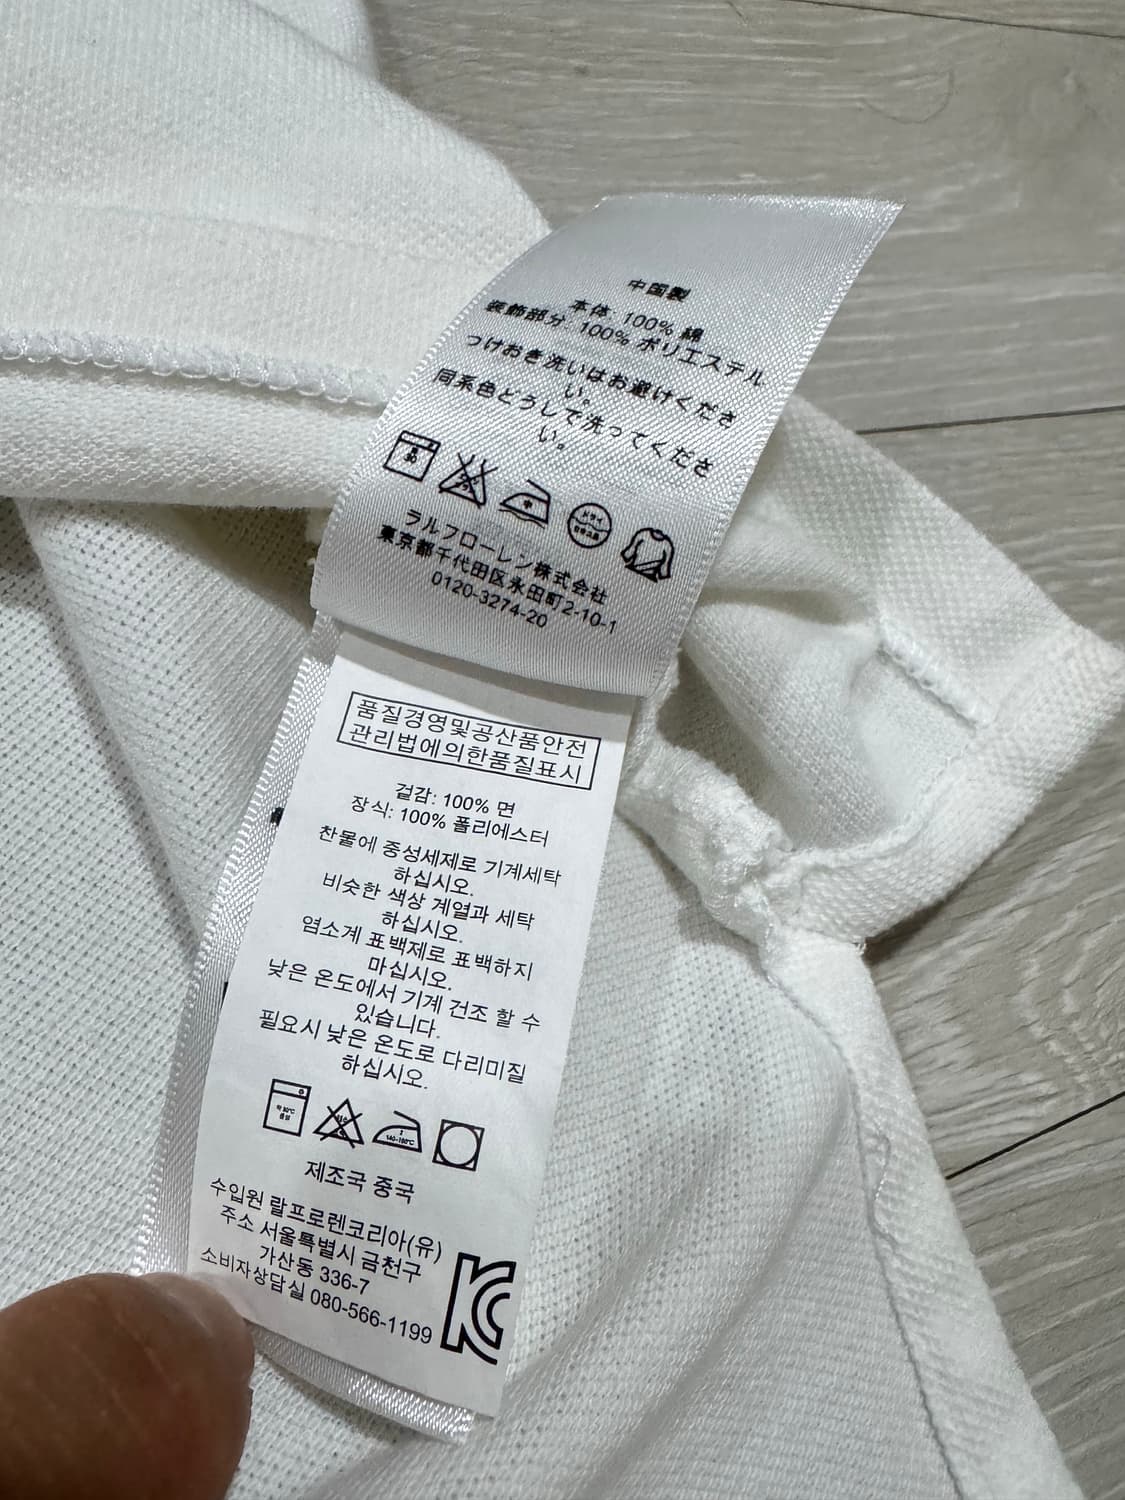 中国製
本体: 100% 綿
装飾部分: 100% ポリエステル
つけおき洗いはお避けくださ
い。
同系色どうしで洗ってくださ
い。
中
ドライ
ラルフローレン株式会社
東京都千代田区永田町2-10-1
0120-3274-20
품질경영및공산품안전
관리법에의한품질표시
겉감: 100% 면
장식: 100% 폴리에스터
찬물에 중성세제로 기계세탁
하십시오.
비슷한 색상 계열과 세탁
하십시오.
염소계 표백제로 표백하지
마십시오.
낮은 온도에서 기계 건조 할 수
있습니다.
필요시 낮은 온도로 다리미질
하십시오.
약 30℃
중성
140-160℃
제조국 중국
수입원 랄프로렌코리아(유)
주소 서울특별시 금천구
가산동 336-7
소비자상담실 080-566-1199
KC